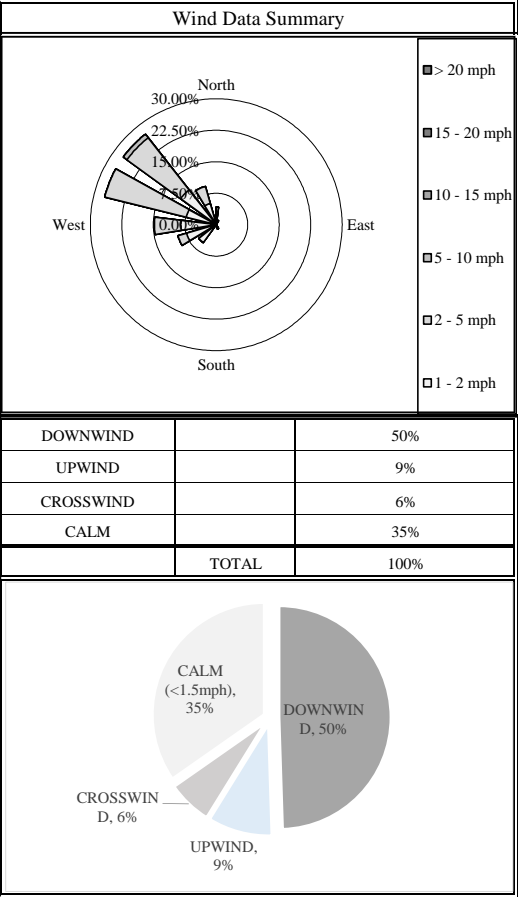 Wind Data Summary
North
30.00%
22.50%
15.00%
7.50%
0.00%
West
East
South
> 20 mph
15 - 20 mph
10 - 15 mph
5 - 10 mph
2 - 5 mph
1 - 2 mph
DOWNWIND 50%
UPWIND 9%
CROSSWIND 6%
CALM 35%
TOTAL 100%
CALM
(<1.5mph),
35%
DOWNWIN
D, 50%
CROSSWIN
D, 6%
UPWIND,
9%